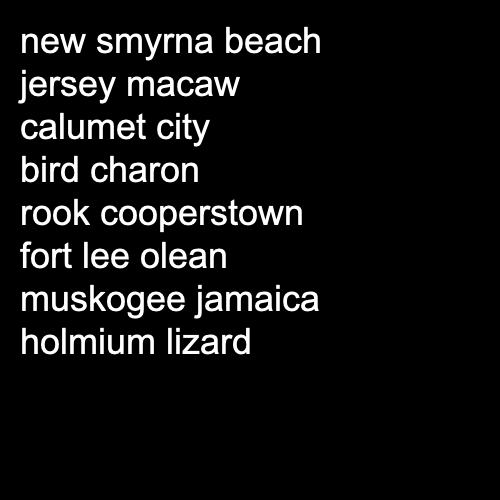 new smyrna beach
jersey macaw
calumet city
bird charon
rook cooperstown
fort lee olean
muskogee jamaica
holmium lizard